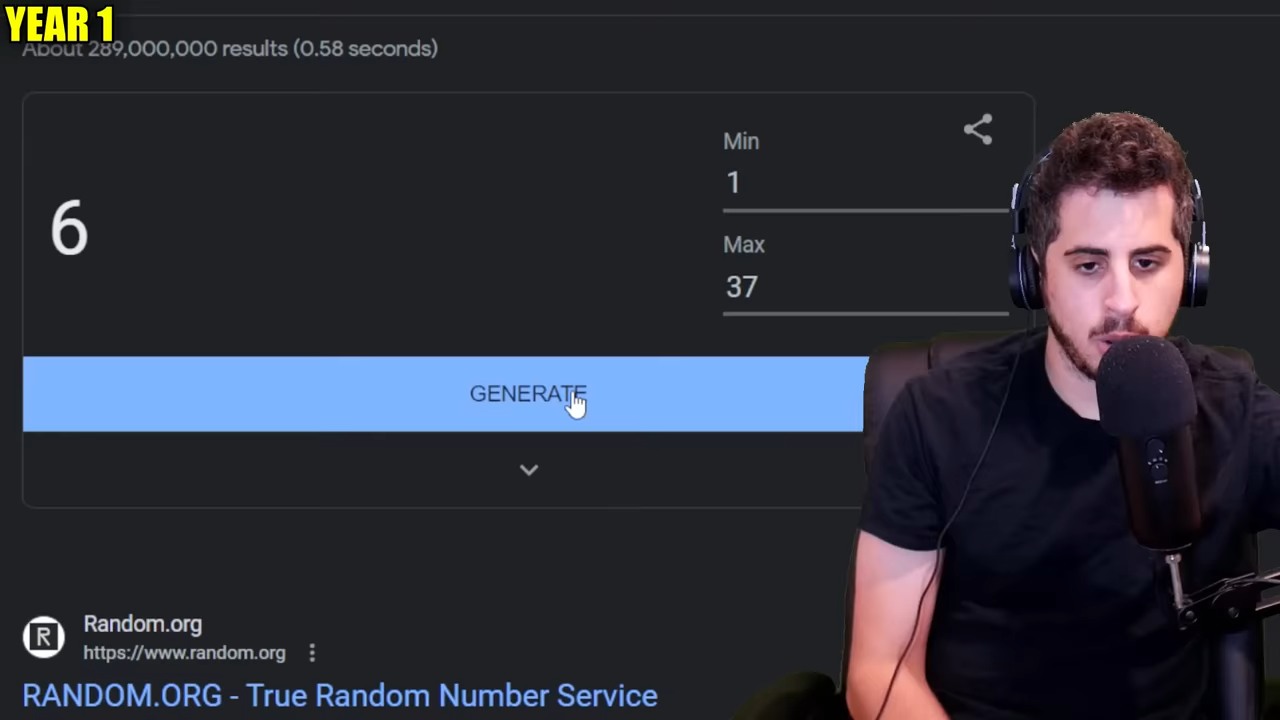 YEAR 1
About 289,000,000 results (0.58 seconds)
Min
1
6
Max
37
GENERATE
R
Random.org
https://www.random.org
RANDOM.ORG - True Random Number Service